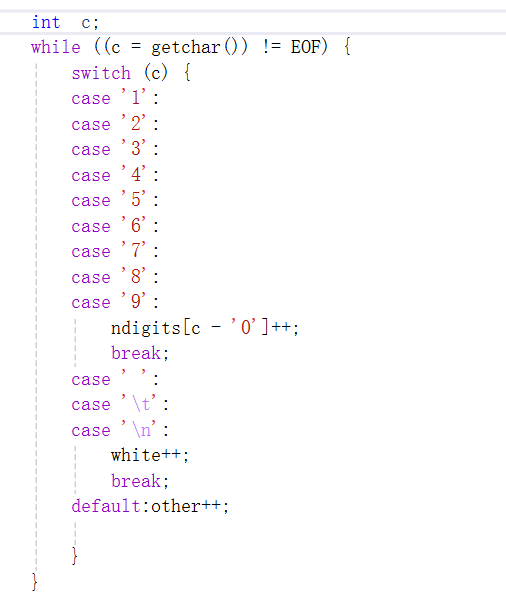 int  c;
while ((c = getchar()) != EOF) {
    switch (c) {
    case '1':
    case '2':
    case '3':
    case '4':
    case '5':
    case '6':
    case '7':
    case '8':
    case '9':
        ndigits[c - '0']++;
        break;
    case ' ':
    case '\t':
    case '\n':
        white++;
        break;
    default:other++;
    }
}